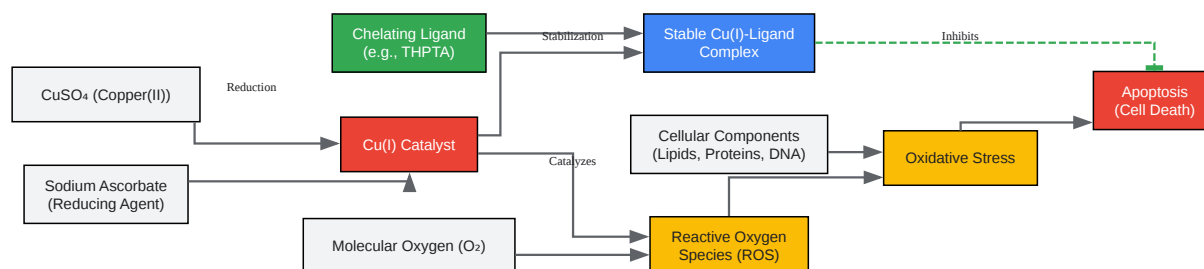 Chelating Ligand
(e.g., THPTA)
Stabilization
Stable Cu(I)-Ligand
Complex
Inhibits
CuSO₄ (Copper(II))
Reduction
Apoptosis
(Cell Death)
Cu(I) Catalyst
Cellular Components
(Lipids, Proteins, DNA)
Oxidative Stress
Catalyzes
Sodium Ascorbate
(Reducing Agent)
Molecular Oxygen (O₂)
Reactive Oxygen
Species (ROS)